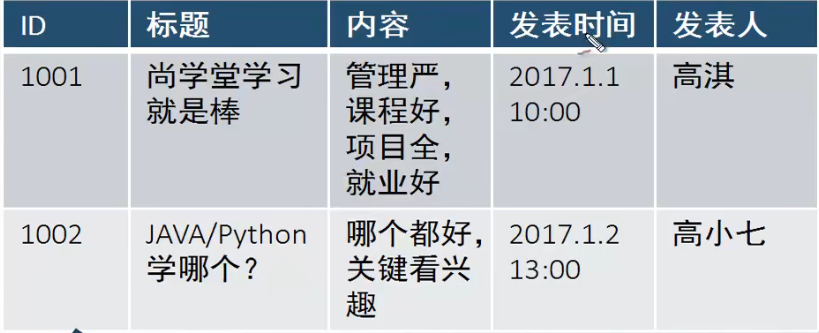 ID 标题 内容 发表时间 发表人
1001 尚学堂学习 管理严， 2017.1.1 高淇
就是棒 课程好， 10:00
项目全，
就业好
1002 JAVA/Python 哪个都好， 2017.1.2 高小七
学哪个？ 关键看兴 13:00
趣